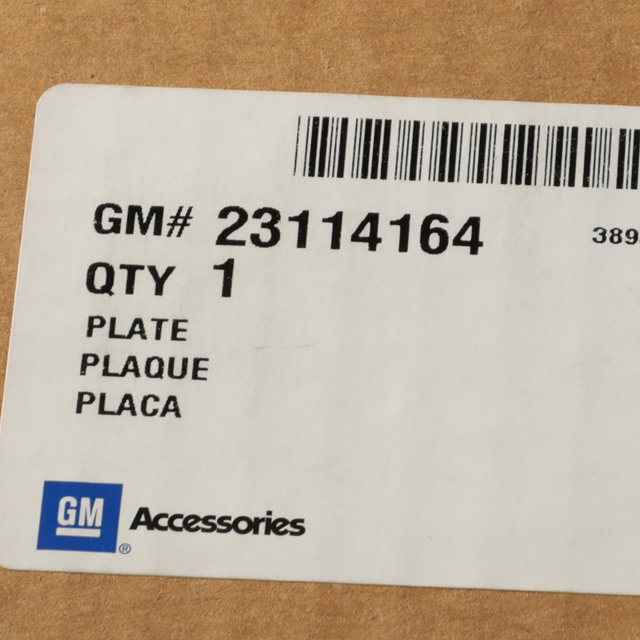 GM# 23114164
389
QTY 1
PLATE
PLAQUE
PLACA
GM ® Accessories